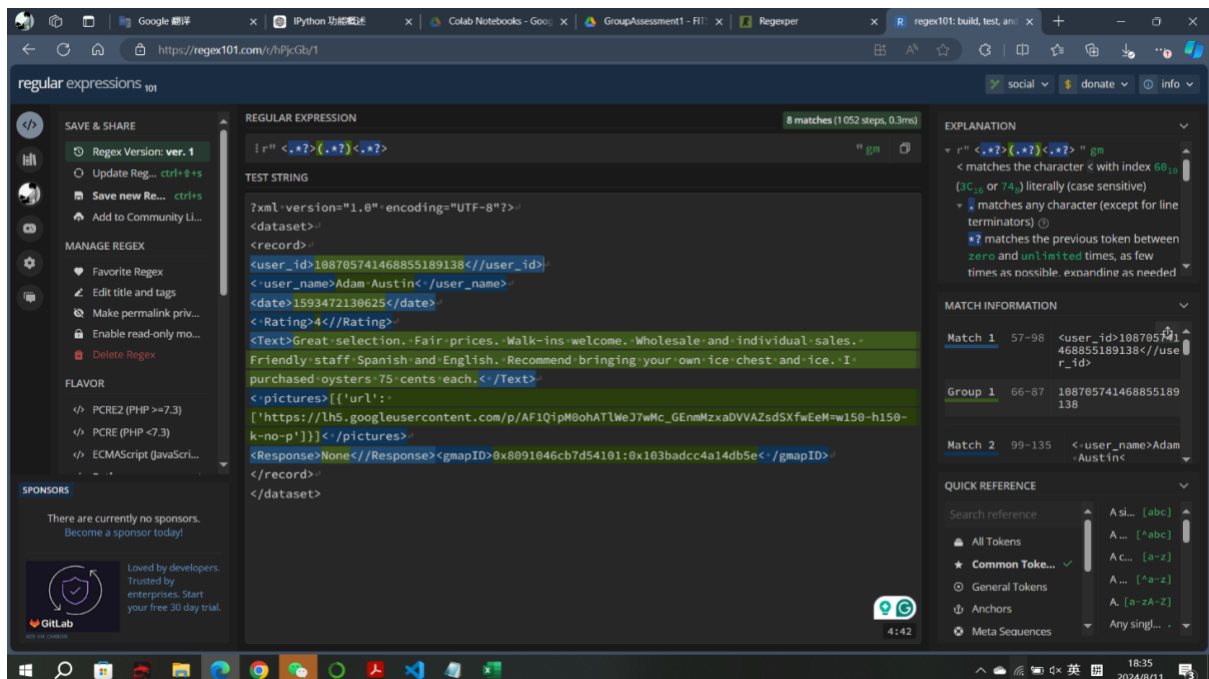 Google 翻译
IPython 功能概述
Colab Notebooks - Goog
GroupAssessment1 - FIT
Regexper
regex101: build, test, and
https://regex101.com/r/hPjcGb/1
regular expressions 101
social
$ donate
info
SAVE & SHARE
Regex Version: ver. 1
Update Reg... ctrl+⇧+s
Save new Re... ctrl+s
Add to Community Li...
MANAGE REGEX
Favorite Regex
Edit title and tags
Make permalink priv...
Enable read-only mo...
Delete Regex
FLAVOR
PCRE2 (PHP >=7.3)
PCRE (PHP <7.3)
ECMAScript (JavaScri...
SPONSORS
There are currently no sponsors.
Become a sponsor today!
GitLab
ADS VIA CARBON
Loved by developers.
Trusted by
enterprises. Start
your free 30 day trial.
REGULAR EXPRESSION
8 matches (1 052 steps, 0.3ms)
r" <.*?>(.*?)<.*?> " gm
TEST STRING
?xml version="1.0" encoding="UTF-8"?>
<dataset>
<record>
<user_id>108705741468855189138<//user_id>
< user_name>Adam Austin< /user_name>
<date>1593472130625</date>
< Rating>4<//Rating>
<Text>Great selection. Fair prices. Walk-ins welcome. Wholesale and individual sales.
Friendly staff Spanish and English. Recommend bringing your own ice chest and ice. I
purchased oysters 75 cents each.< /Text>
< pictures>[{'url':
['https://lh5.googleusercontent.com/p/AF1QipM0ohATlWeJ7wMc_GEnmMzxaDVVAZsdSXfwEeM=w150-h150-
k-no-p']}]< /pictures>
<Response>None<//Response><gmapID>0x8091046cb7d54101:0x103badcc4a14db5e< /gmapID>
</record>
</dataset>
4:42
EXPLANATION
r" <.*?>(.*?)<.*?> " gm
< matches the character < with index 60₁₀
(3C₁₆ or 74₈) literally (case sensitive)
. matches any character (except for line
terminators)
*? matches the previous token between
zero and unlimited times, as few
times as possible, expanding as needed
MATCH INFORMATION
Match 1 57-98 <user_id>108705741
468855189138<//use
r_id>
Group 1 66-87 108705741468855189
138
Match 2 99-135 < user_name>Adam
Austin<
QUICK REFERENCE
Search reference
All Tokens
Common Toke...
General Tokens
Anchors
Meta Sequences
A si... [abc]
A ... [^abc]
A c... [a-z]
A ... [^a-z]
A. [a-zA-Z]
Any singl... .
英
拼
18:35
2024/8/11